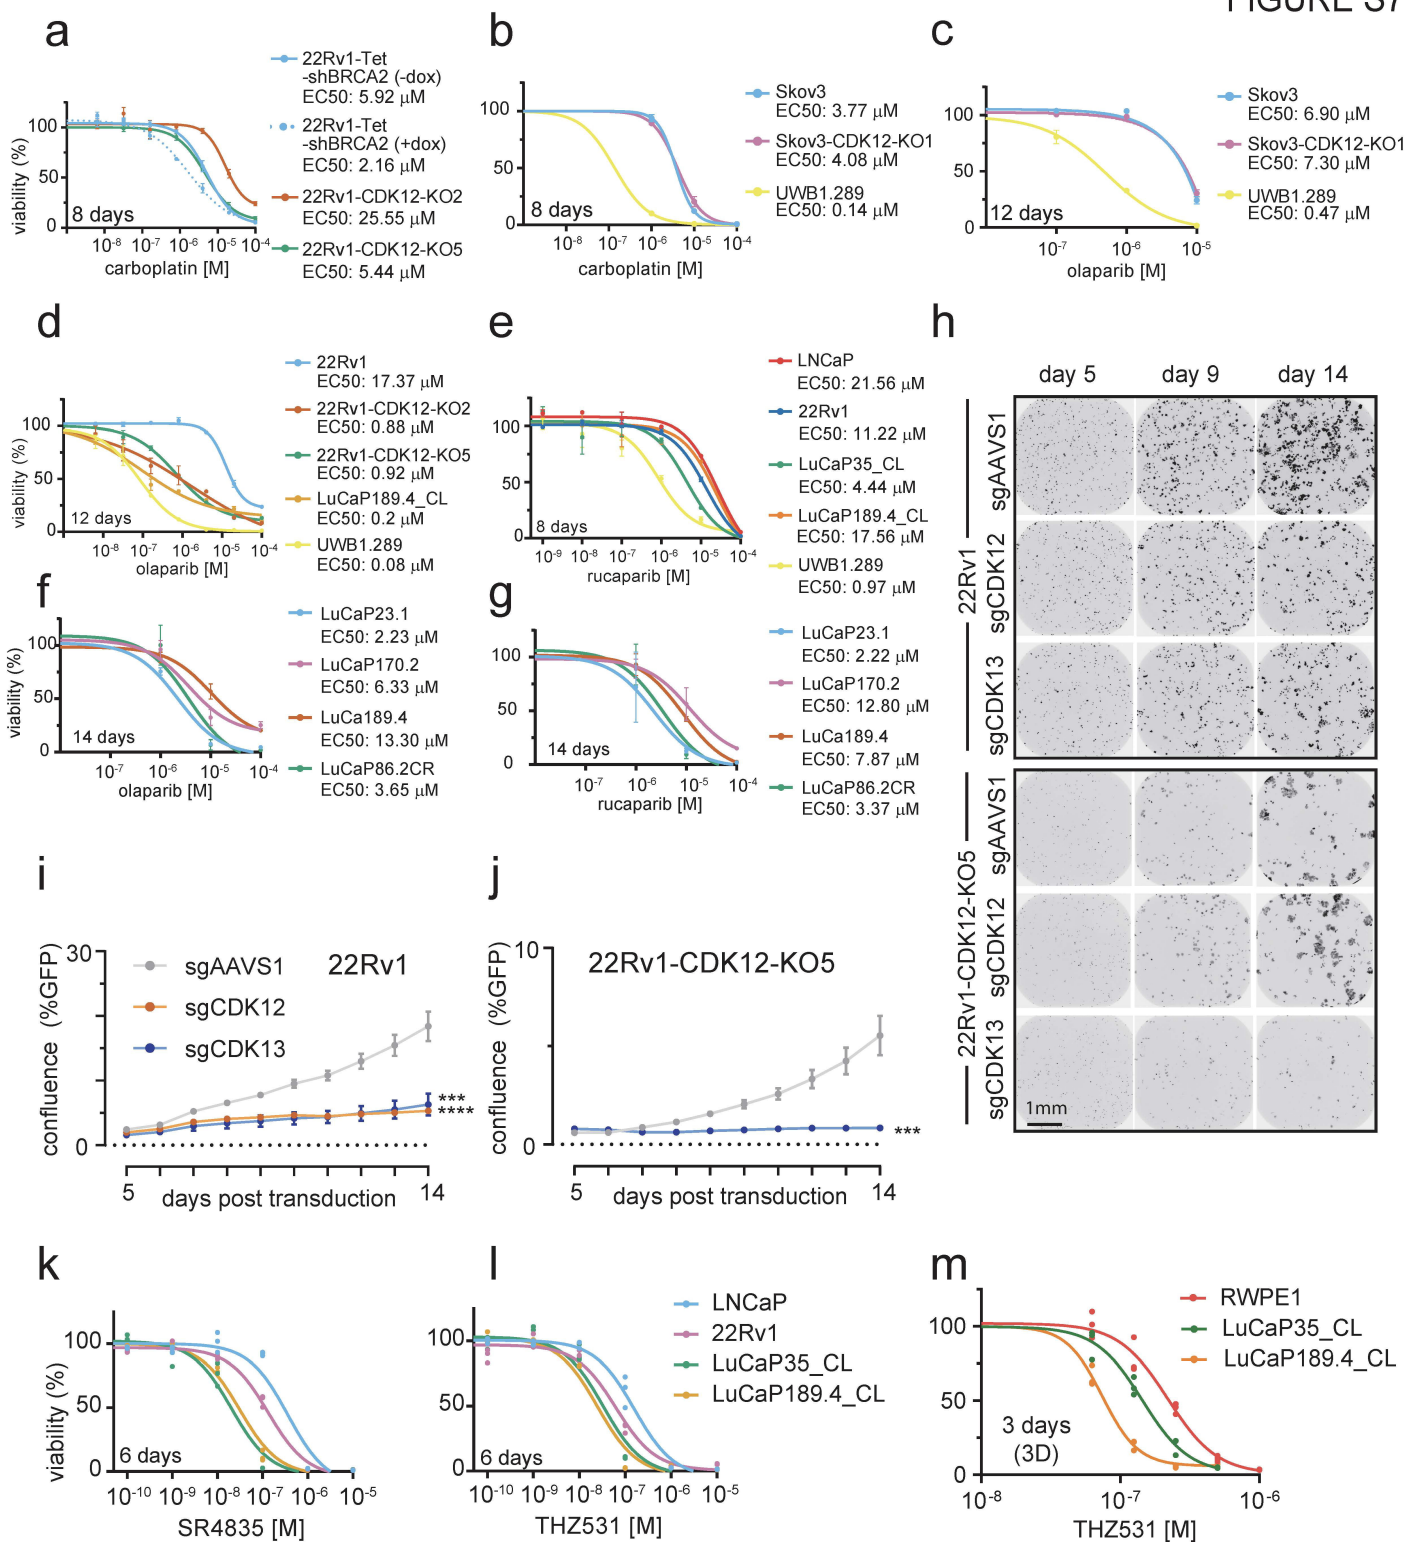 FIGURE S7
a
100
50
0
viability (%)
8 days
10-8
10-7
10-6
10-5
10-4
carboplatin [M]
22Rv1-Tet
-shBRCA2 (-dox)
EC50: 5.92 μM
22Rv1-Tet
-shBRCA2 (+dox)
EC50: 2.16 μM
22Rv1-CDK12-KO2
EC50: 25.55 μM
22Rv1-CDK12-KO5
EC50: 5.44 μM
b
100
50
0
8 days
10-8
10-7
10-6
10-5
10-4
carboplatin [M]
Skov3
EC50: 3.77 μM
Skov3-CDK12-KO1
EC50: 4.08 μM
UWB1.289
EC50: 0.14 μM
c
100
50
0
12 days
10-7
10-6
10-5
olaparib [M]
Skov3
EC50: 6.90 μM
Skov3-CDK12-KO1
EC50: 7.30 μM
UWB1.289
EC50: 0.47 μM
d
100
50
0
viability (%)
12 days
10-8
10-7
10-6
10-5
10-4
olaparib [M]
22Rv1
EC50: 17.37 μM
22Rv1-CDK12-KO2
EC50: 0.88 μM
22Rv1-CDK12-KO5
EC50: 0.92 μM
LuCaP189.4_CL
EC50: 0.2 μM
UWB1.289
EC50: 0.08 μM
e
100
50
0
8 days
10-9
10-8
10-7
10-6
10-5
10-4
rucaparib [M]
LNCaP
EC50: 21.56 μM
22Rv1
EC50: 11.22 μM
LuCaP35_CL
EC50: 4.44 μM
LuCaP189.4_CL
EC50: 17.56 μM
UWB1.289
EC50: 0.97 μM
f
100
50
0
viability (%)
14 days
10-7
10-6
10-5
10-4
olaparib [M]
LuCaP23.1
EC50: 2.23 μM
LuCaP170.2
EC50: 6.33 μM
LuCa189.4
EC50: 13.30 μM
LuCaP86.2CR
EC50: 3.65 μM
g
100
50
0
14 days
10-7
10-6
10-5
10-4
rucaparib [M]
LuCaP23.1
EC50: 2.22 μM
LuCaP170.2
EC50: 12.80 μM
LuCa189.4
EC50: 7.87 μM
LuCaP86.2CR
EC50: 3.37 μM
h
day 5
day 9
day 14
22Rv1
sgAAVS1
sgCDK12
sgCDK13
22Rv1-CDK12-KO5
sgAAVS1
sgCDK12
sgCDK13
1mm
i
30
0
confluence (%GFP)
sgAAVS1
sgCDK12
sgCDK13
22Rv1
***
****
5
days post transduction
14
j
10
0
confluence (%GFP)
22Rv1-CDK12-KO5
***
5
days post transduction
14
k
100
50
0
viability (%)
6 days
10-10
10-9
10-8
10-7
10-6
10-5
SR4835 [M]
l
100
50
0
6 days
10-10
10-9
10-8
10-7
10-6
10-5
THZ531 [M]
LNCaP
22Rv1
LuCaP35_CL
LuCaP189.4_CL
m
100
50
0
3 days
(3D)
10-8
10-7
10-6
THZ531 [M]
RWPE1
LuCaP35_CL
LuCaP189.4_CL